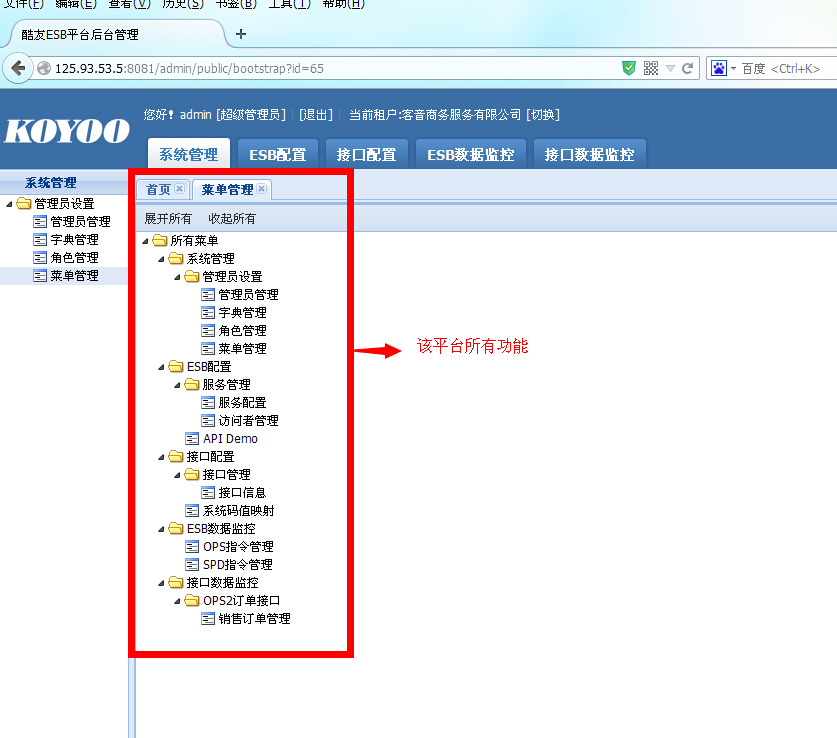 文件(F) 编辑(E) 查看(V) 历史(S) 书签(B) 工具(T) 帮助(H)
酷友ESB平台后台管理
125.93.53.5:8081/admin/public/bootstrap?id=65
百度 <Ctrl+K>
KOYOO
您好! admin [超级管理员] [退出] 当前租户:客音商务服务有限公司 [切换]
系统管理 ESB配置 接口配置 ESB数据监控 接口数据监控
系统管理
管理员设置
管理员管理
字典管理
角色管理
菜单管理
首页 菜单管理
展开所有 收起所有
所有菜单
系统管理
管理员设置
管理员管理
字典管理
角色管理
菜单管理
ESB配置
服务管理
服务配置
访问者管理
API Demo
接口配置
接口管理
接口信息
系统码值映射
ESB数据监控
OPS指令管理
SPD指令管理
接口数据监控
OPS2订单接口
销售订单管理
该平台所有功能